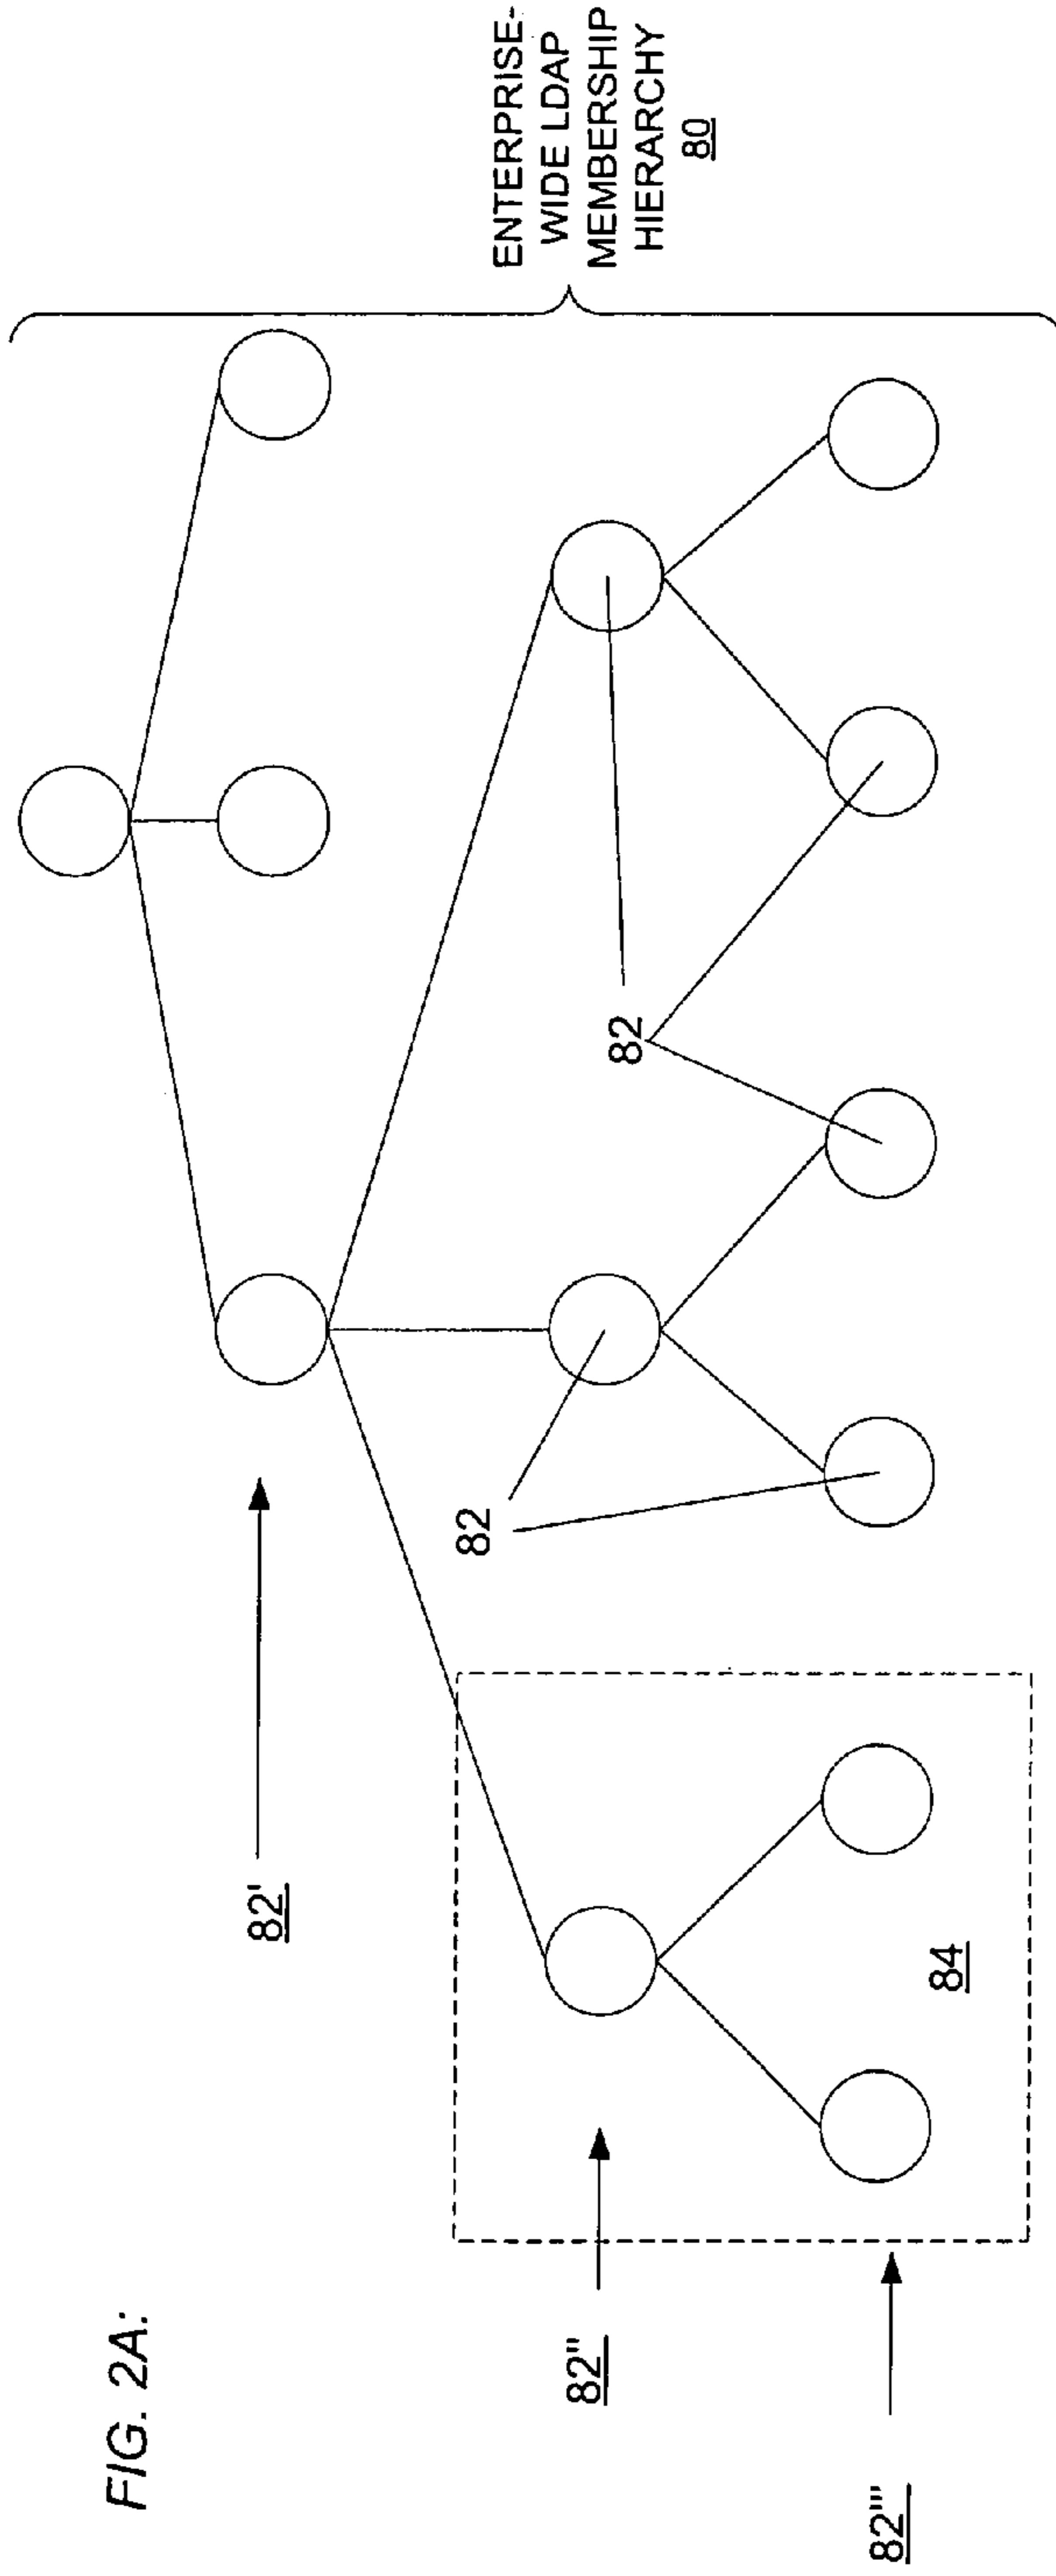 FIG. 2A:
ENTERPRISE-
WIDE LDAP
MEMBERSHIP
HIERARCHY
80
82'
82
82
82"
84
82'"